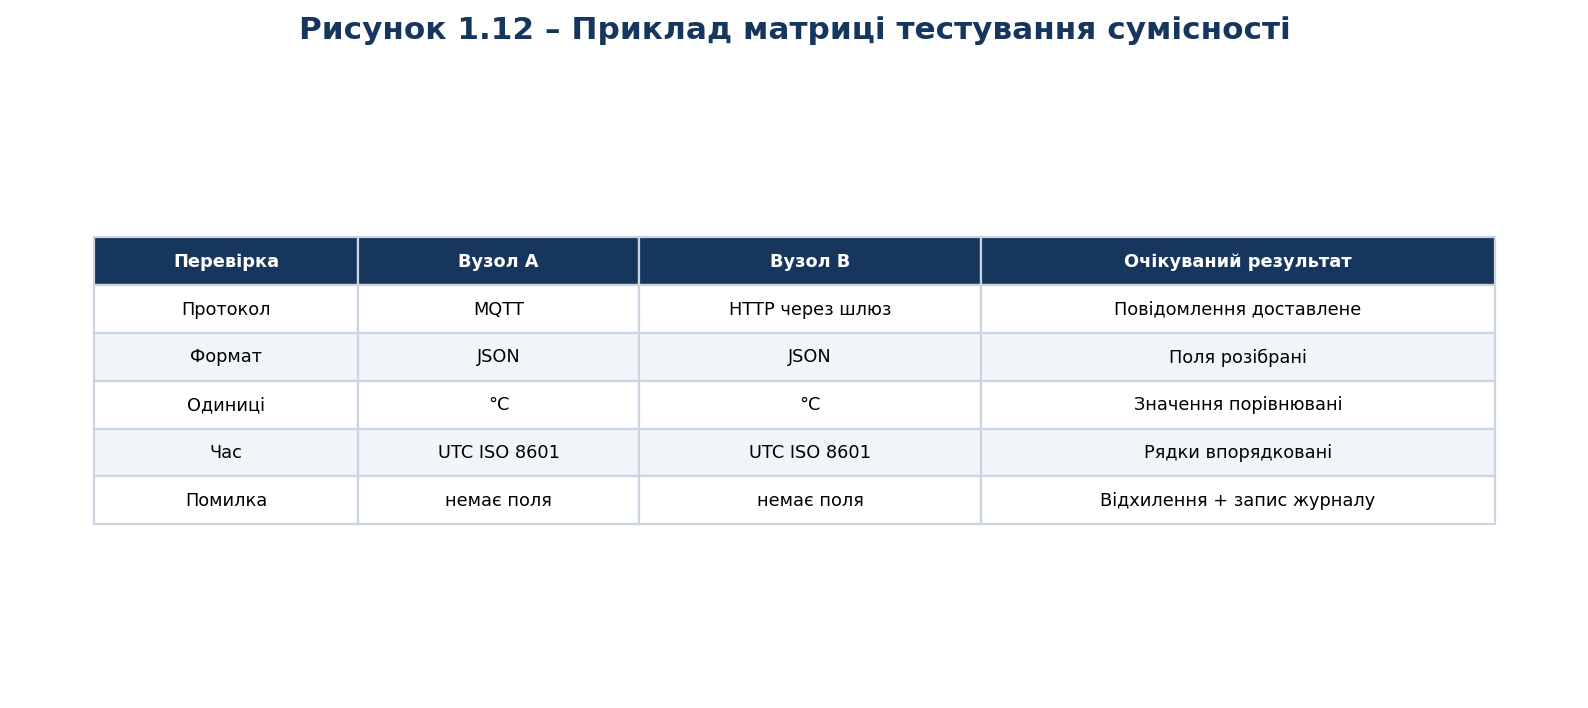 Рисунок 1.12 – Приклад матриці тестування сумісності
Перевірка Вузол A Вузол B Очікуваний результат
Протокол MQTT HTTP через шлюз Повідомлення доставлене
Формат JSON JSON Поля розібрані
Одиниці °C °C Значення порівнювані
Час UTC ISO 8601 UTC ISO 8601 Рядки впорядковані
Помилка немає поля немає поля Відхилення + запис журналу